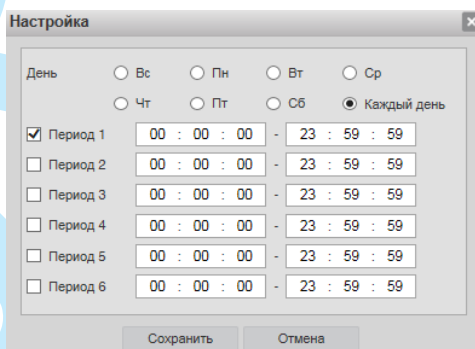 Настройка
День Вс Пн Вт Ср
Чт Пт Сб Каждый день
Период 1 00 : 00 : 00 - 23 : 59 : 59
Период 2 00 : 00 : 00 - 23 : 59 : 59
Период 3 00 : 00 : 00 - 23 : 59 : 59
Период 4 00 : 00 : 00 - 23 : 59 : 59
Период 5 00 : 00 : 00 - 23 : 59 : 59
Период 6 00 : 00 : 00 - 23 : 59 : 59
Сохранить Отмена